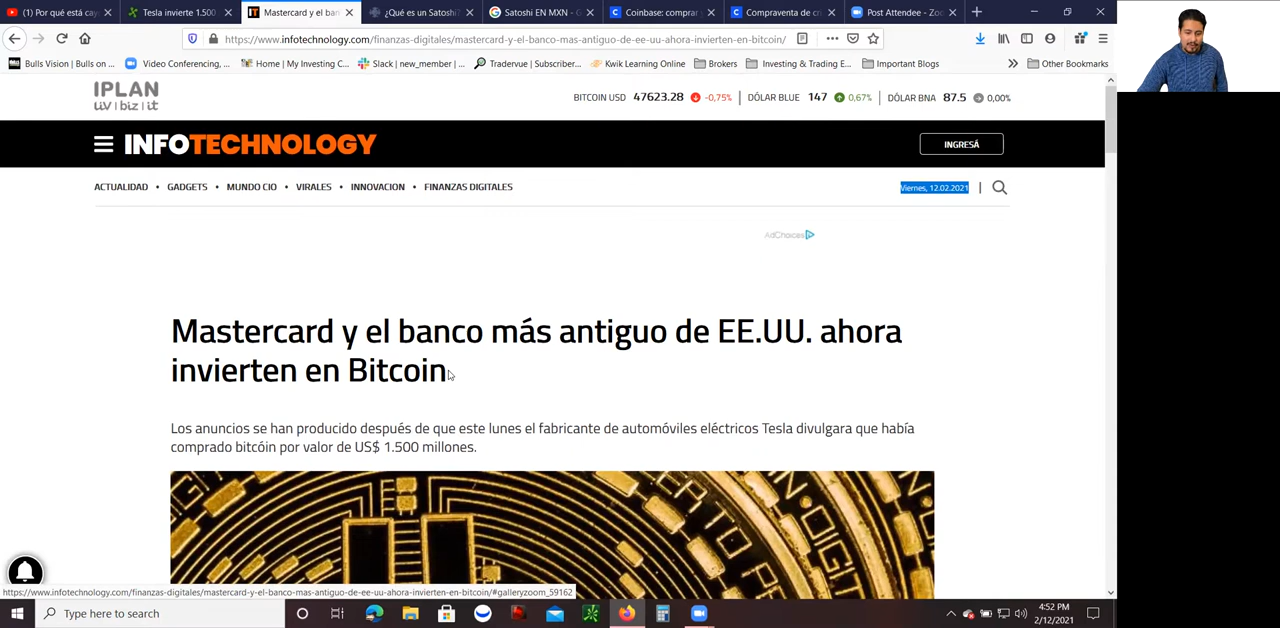 (1) Por qué está cay
Tesla invierte 1.500
Mastercard y el ban
¿Qué es un Satoshi?
Satoshi EN MXN - G
Coinbase: comprar
Compraventa de cri
Post Attendee - Zoo
https://www.infotechnology.com/finanzas-digitales/mastercard-y-el-banco-mas-antiguo-de-ee-uu-ahora-invierten-en-bitcoin/
Bulls Vision | Bulls on ...
Video Conferencing, ...
Home | My Investing C...
Slack | new_member | ...
Tradervue | Subscriber...
Kwik Learning Online
Brokers
Investing & Trading E...
Important Blogs
Other Bookmarks
IPLAN
uv | biz | it
BITCOIN USD 47623.28 -0,75% | DÓLAR BLUE 147 0,67% | DÓLAR BNA 87.5 0,00%
INFOTECHNOLOGY
INGRESÁ
ACTUALIDAD • GADGETS • MUNDO CIO • VIRALES • INNOVACION • FINANZAS DIGITALES
Viernes, 12.02.2021
AdChoices
Mastercard y el banco más antiguo de EE.UU. ahora
invierten en Bitcoin
Los anuncios se han producido después de que este lunes el fabricante de automóviles eléctricos Tesla divulgara que había
comprado bitcóin por valor de US$ 1.500 millones.
https://www.infotechnology.com/finanzas-digitales/mastercard-y-el-banco-mas-antiguo-de-ee-uu-ahora-invierten-en-bitcoin/#galleryzoom_59162
Type here to search
4:52 PM
2/12/2021